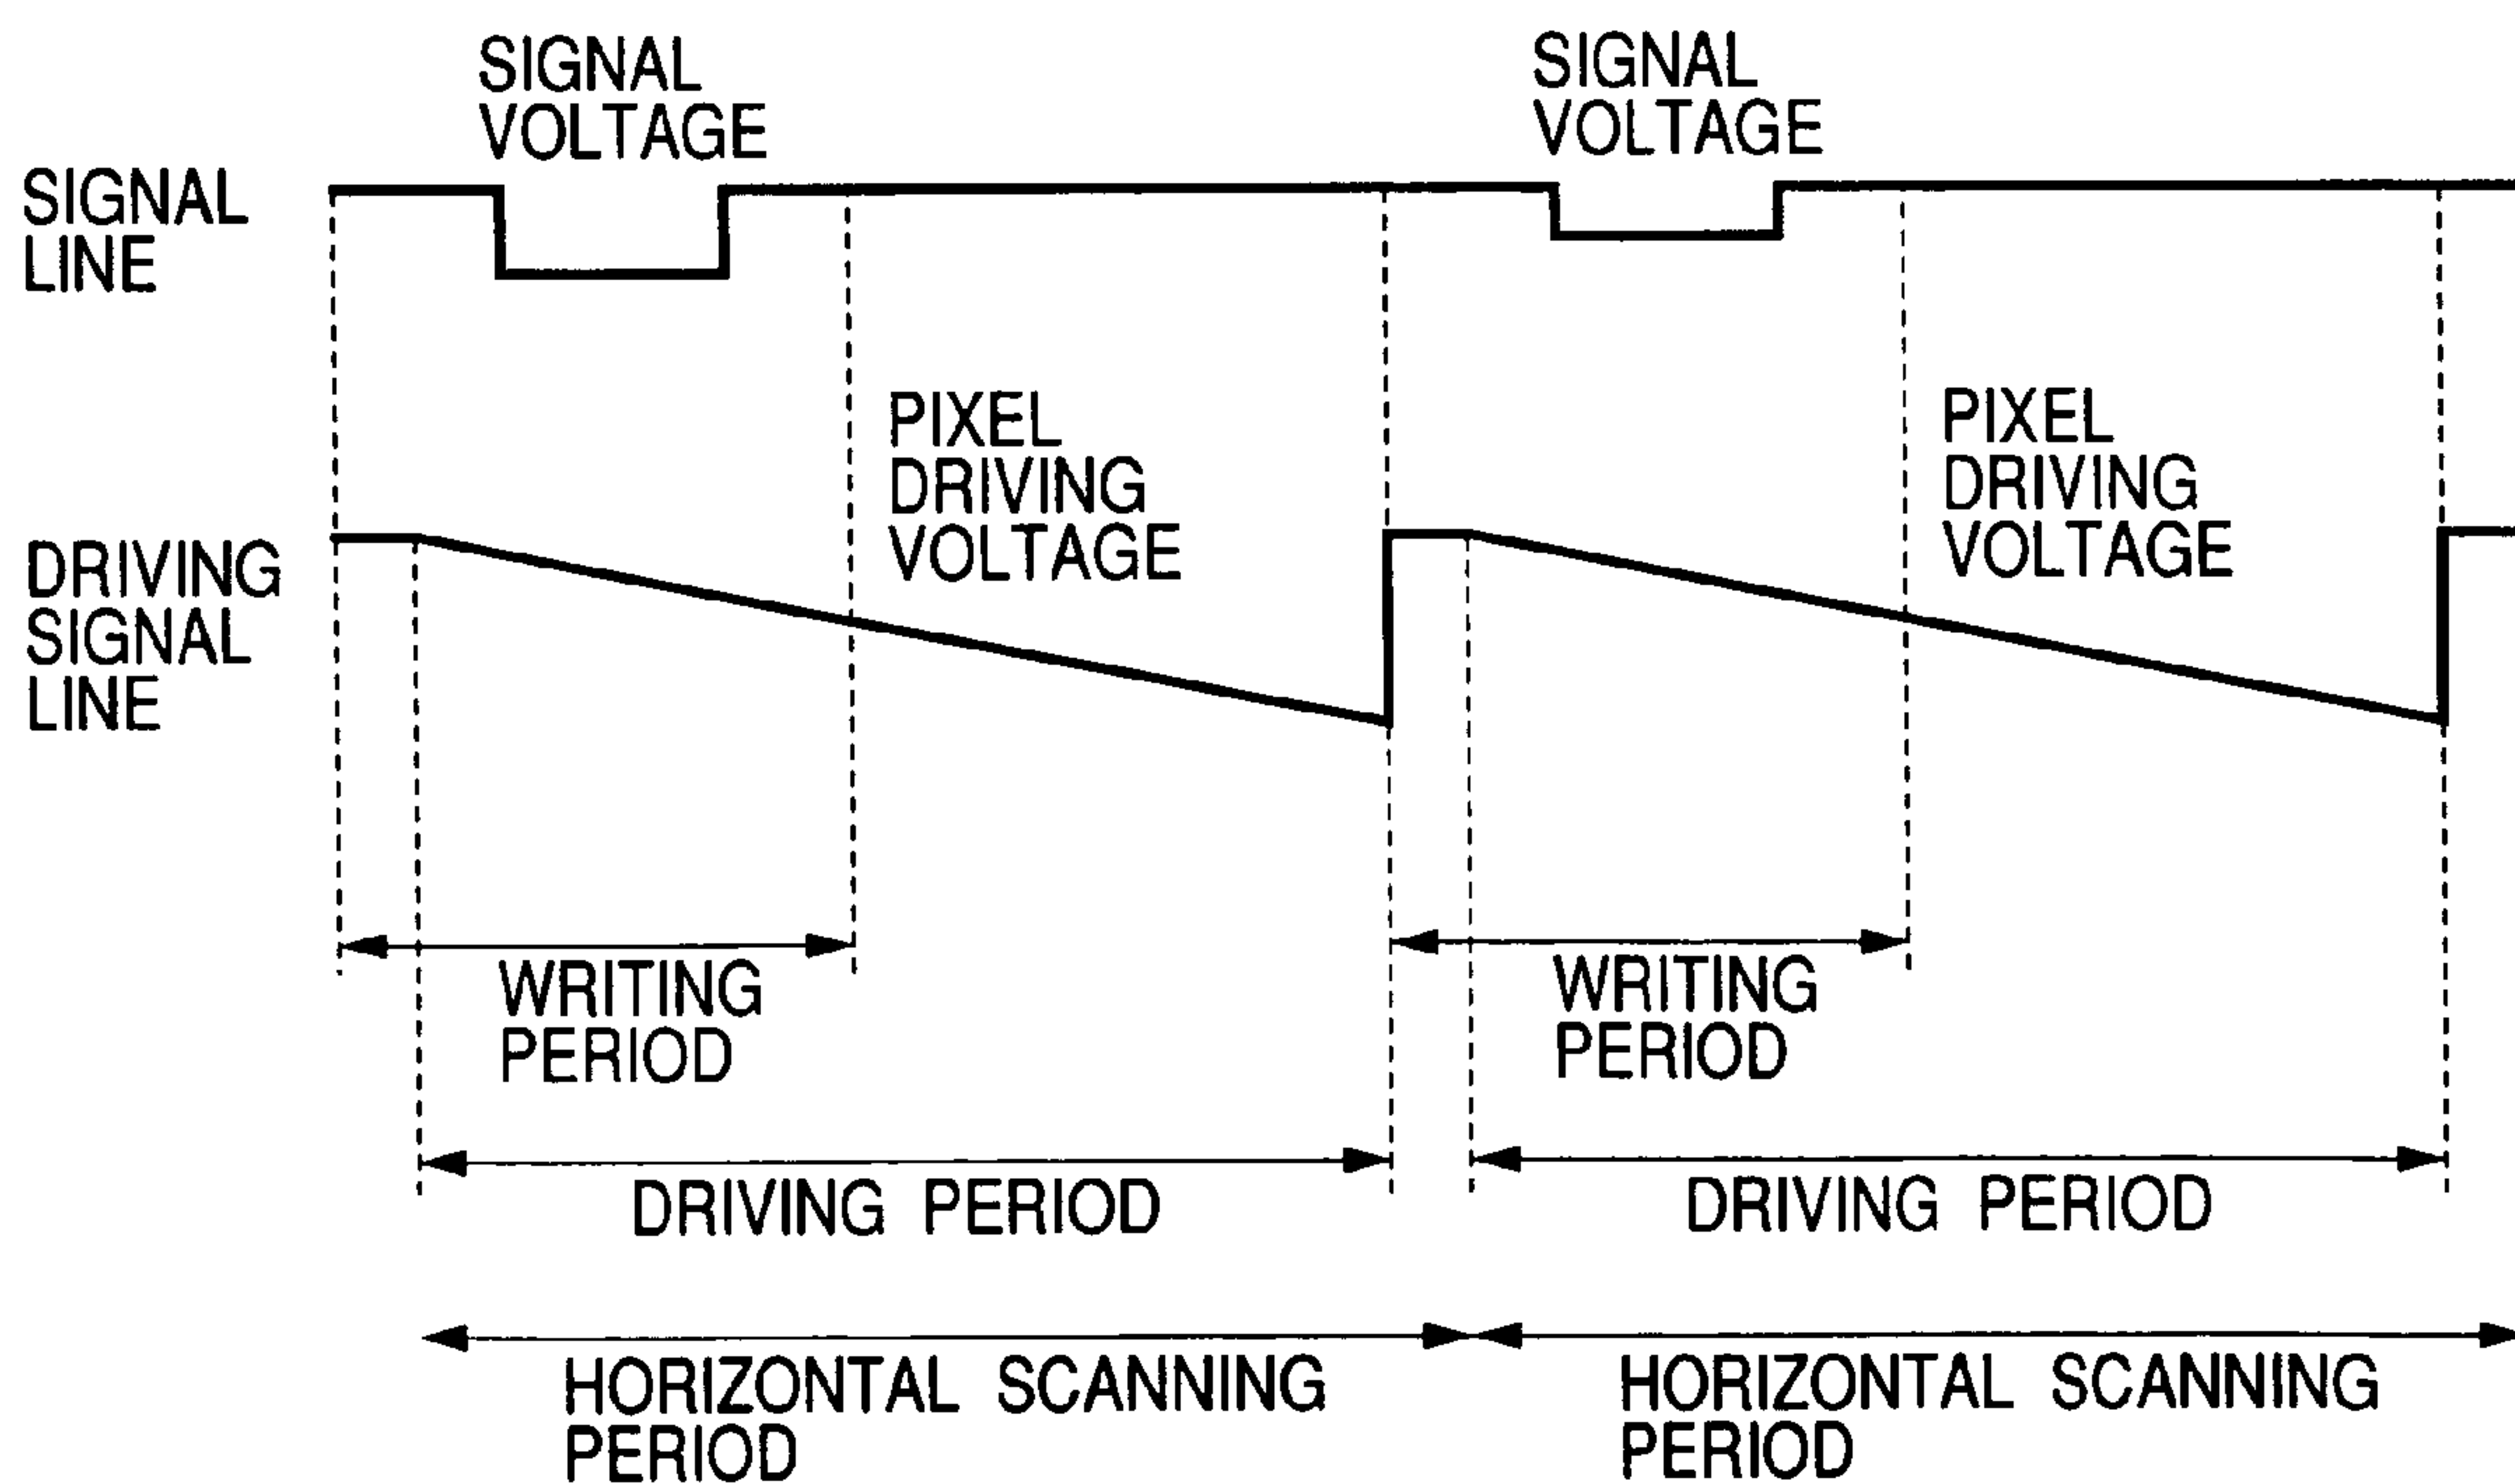 SIGNAL
VOLTAGE
SIGNAL
VOLTAGE
SIGNAL
LINE
PIXEL
DRIVING
VOLTAGE
PIXEL
DRIVING
VOLTAGE
DRIVING
SIGNAL
LINE
WRITING
PERIOD
WRITING
PERIOD
DRIVING PERIOD
DRIVING PERIOD
HORIZONTAL SCANNING
PERIOD
HORIZONTAL SCANNING
PERIOD